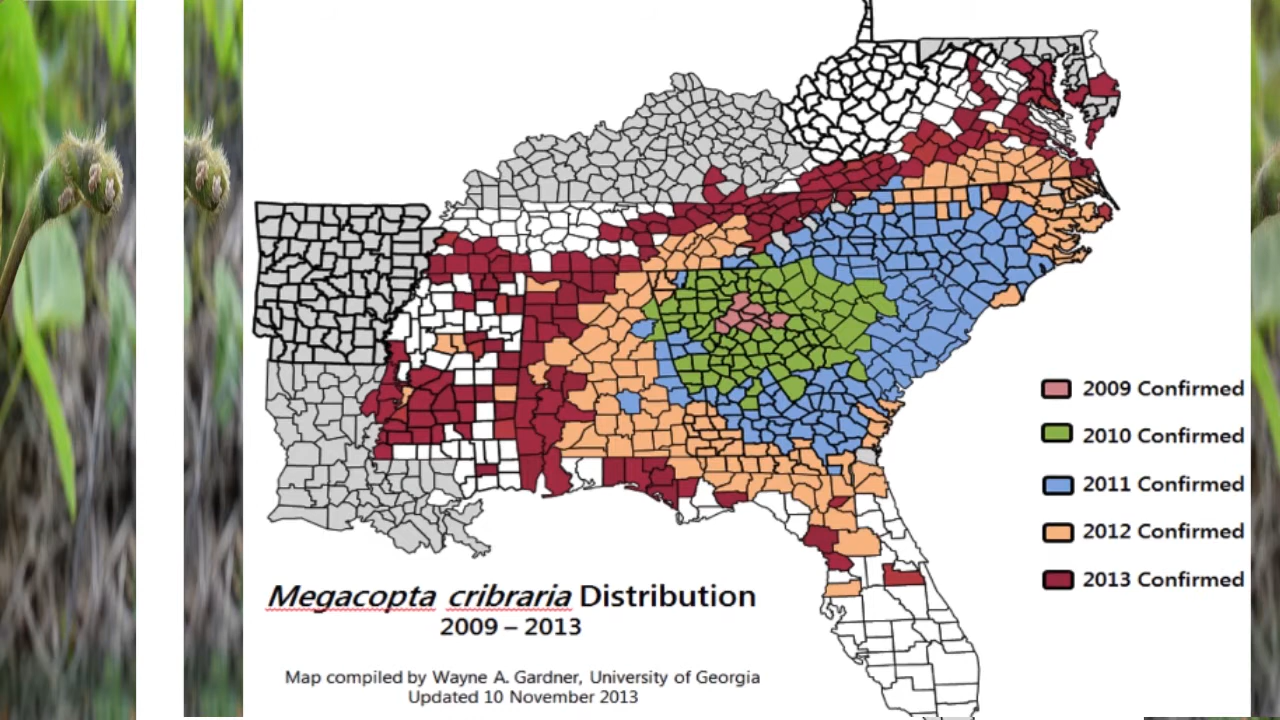 2009 Confirmed
2010 Confirmed
2011 Confirmed
2012 Confirmed
2013 Confirmed
Megacopta cribraria Distribution
2009 – 2013
Map compiled by Wayne A. Gardner, University of Georgia
Updated 10 November 2013